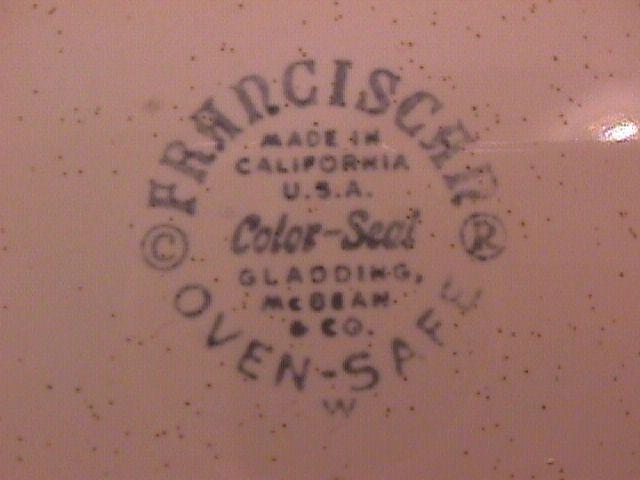 FRANCISCAN
MADE IN
CALIFORNIA
U.S.A.
Color-Seal
© ®
GLADDING,
McBEAN
& CO.
OVEN-SAFE
W